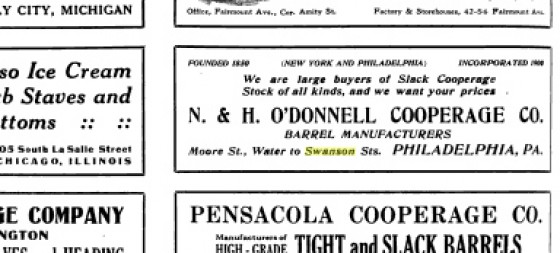 Y CITY, MICHIGAN
Office, Fairmount Ave., Cor. Amity St.
Factory & Storehouse, 42-54 Fairmount Av.
so Ice Cream
b Staves and
ttoms :: ::
05 South La Salle Street
CHICAGO, ILLINOIS
FOUNDED 1880 (NEW YORK AND PHILADELPHIA) INCORPORATED 1900
We are large buyers of Slack Cooperage
Stock of all kinds, and we want your prices
N. & H. O'DONNELL COOPERAGE CO.
BARREL MANUFACTURERS
Moore St., Water to Swanson Sts. PHILADELPHIA, PA.
GE COMPANY
NGTON
HEADING
PENSACOLA COOPERAGE CO.
Manufacturers of
HIGH-GRADE TIGHT and SLACK BARRELS